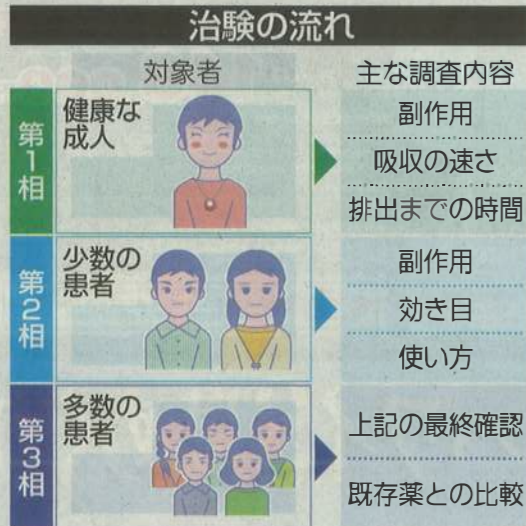 治験の流れ
対象者
主な調査内容
第1相
健康な
成人
副作用
吸収の速さ
排出までの時間
第2相
少数の
患者
副作用
効き目
使い方
第3相
多数の
患者
上記の最終確認
既存薬との比較